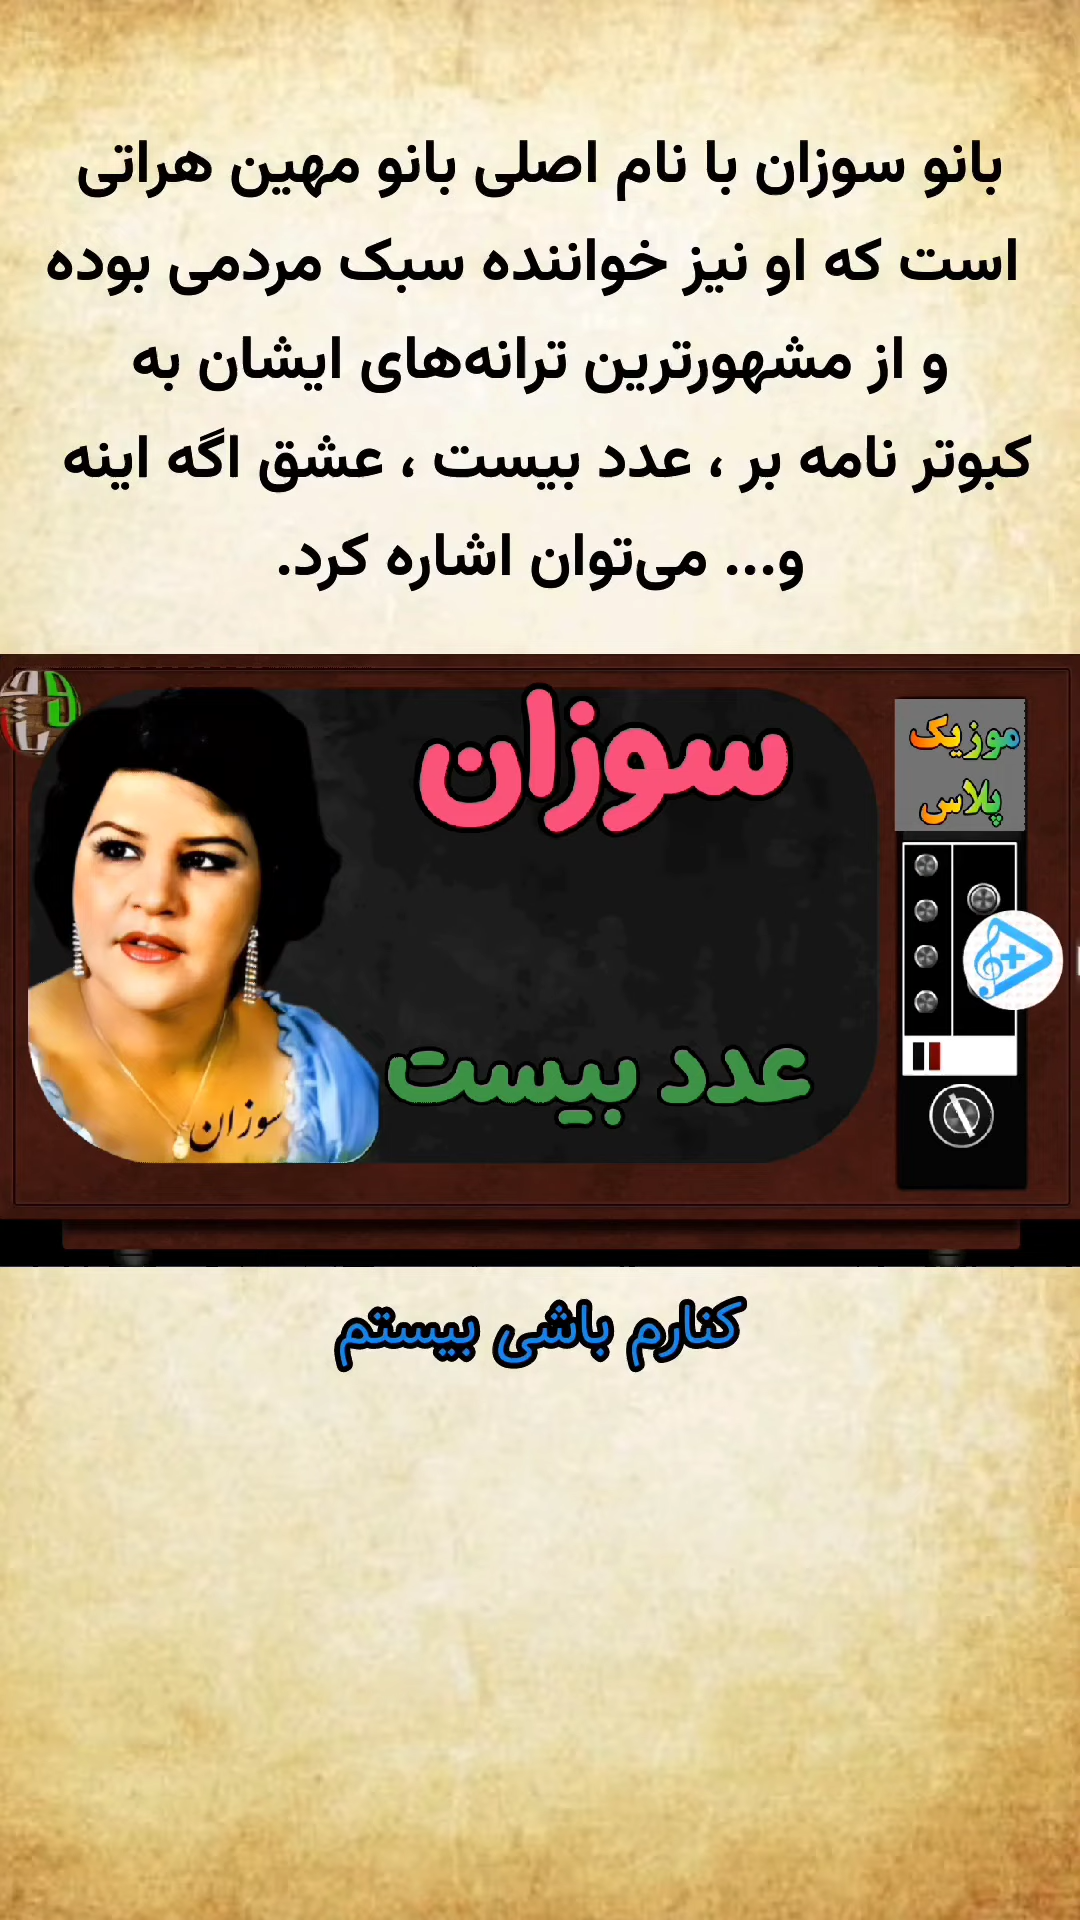 بانو سوزان با نام اصلی بانو مهین هراتی
است که او نیز خواننده سبک مردمی بوده
و از مشهورترین ترانه‌های ایشان به
کبوتر نامه بر ، عدد بیست ، عشق اگه اینه
و... می‌توان اشاره کرد.
سوزان
موزیک
پلاس
عدد بیست
سوزان
کنارم باشی بیستم